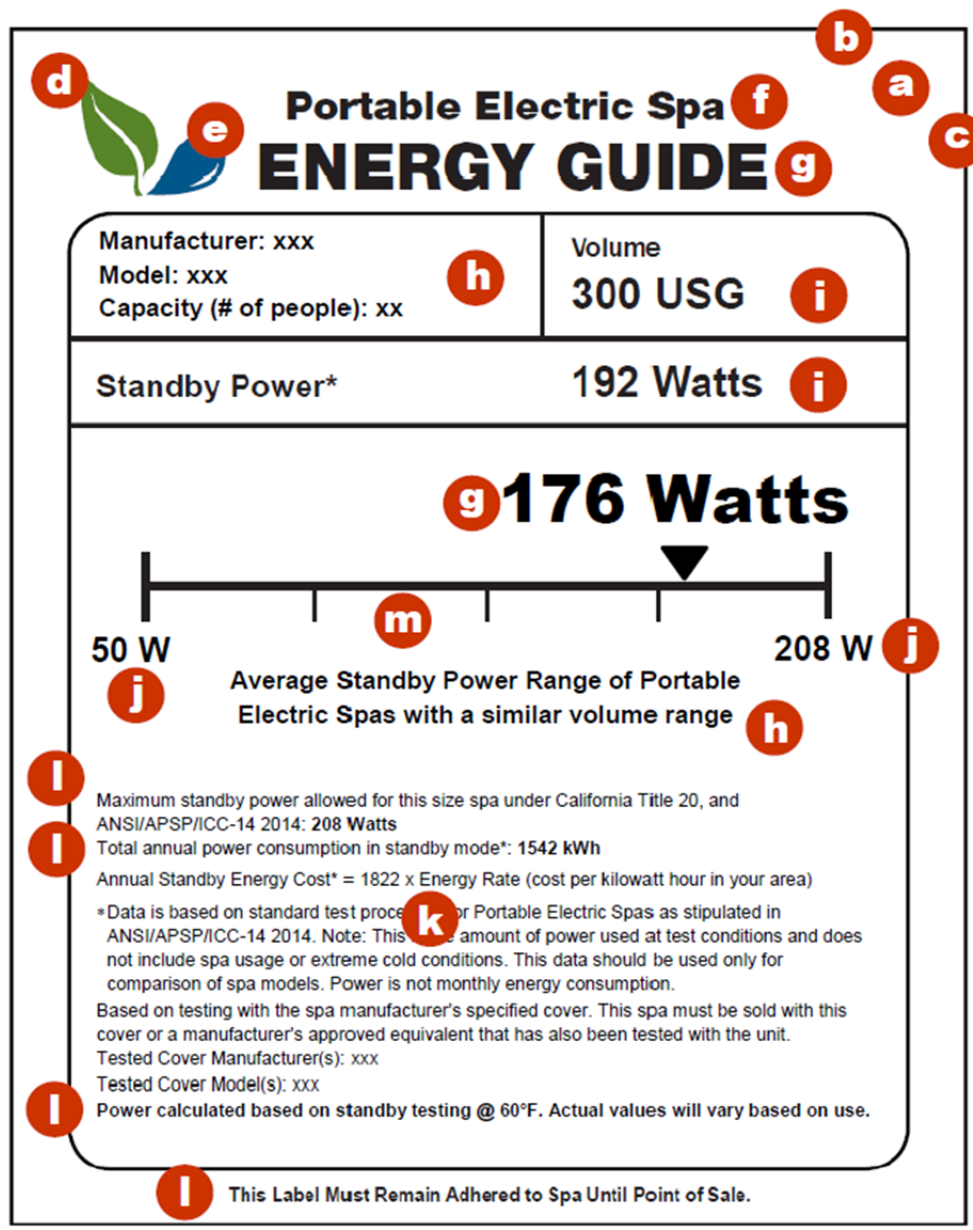 b
d
a
Portable Electric Spa f
e
c
ENERGY GUIDE g
Manufacturer: xxx
Model: xxx
Capacity (# of people): xx
h
Volume
300 USG i
Standby Power* 192 Watts i
g 176 Watts
m
50 W 208 W j
j
Average Standby Power Range of Portable
Electric Spas with a similar volume range
h
l
Maximum standby power allowed for this size spa under California Title 20, and
ANSI/APSP/ICC-14 2014: 208 Watts
l
Total annual power consumption in standby mode*: 1542 kWh
Annual Standby Energy Cost* = 1822 x Energy Rate (cost per kilowatt hour in your area)
*Data is based on standard test proce k or Portable Electric Spas as stipulated in
ANSI/APSP/ICC-14 2014. Note: This amount of power used at test conditions and does
not include spa usage or extreme cold conditions. This data should be used only for
comparison of spa models. Power is not monthly energy consumption.
Based on testing with the spa manufacturer's specified cover. This spa must be sold with this
cover or a manufacturer's approved equivalent that has also been tested with the unit.
Tested Cover Manufacturer(s): xxx
Tested Cover Model(s): xxx
l
Power calculated based on standby testing @ 60°F. Actual values will vary based on use.
l This Label Must Remain Adhered to Spa Until Point of Sale.